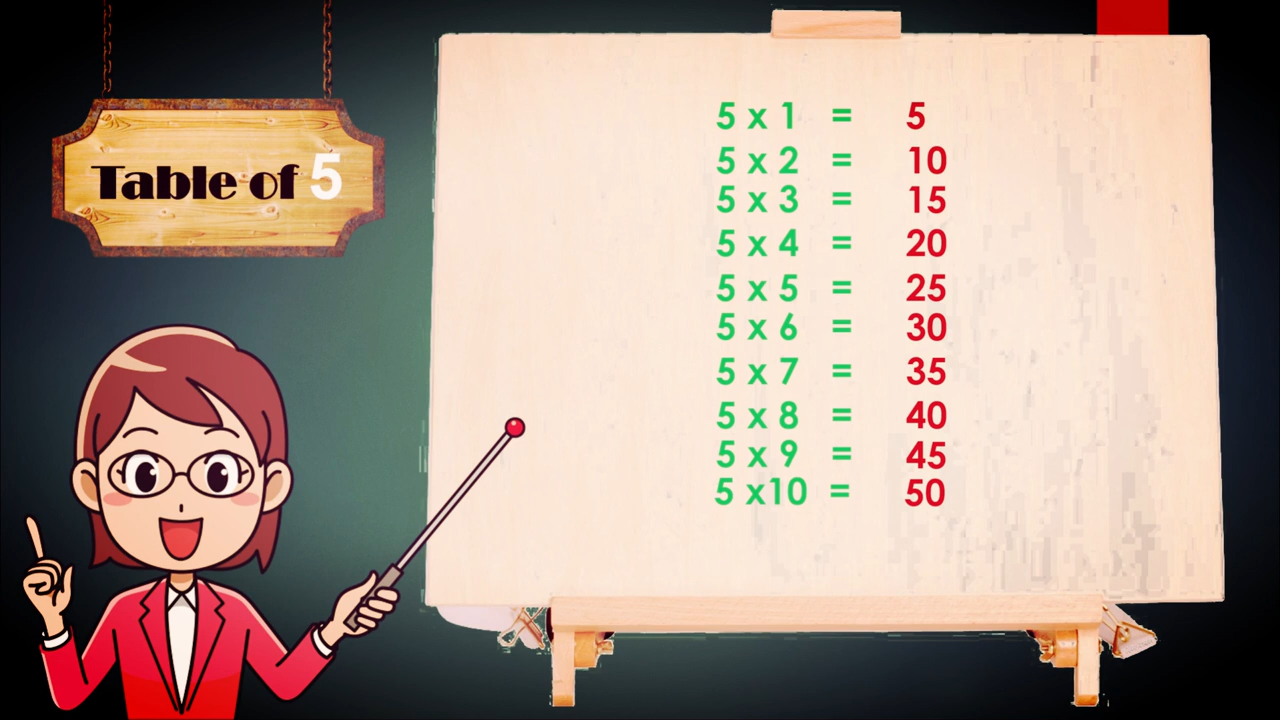 Table of 5
5 x 1 = 5
5 x 2 = 10
5 x 3 = 15
5 x 4 = 20
5 x 5 = 25
5 x 6 = 30
5 x 7 = 35
5 x 8 = 40
5 x 9 = 45
5 x10 = 50